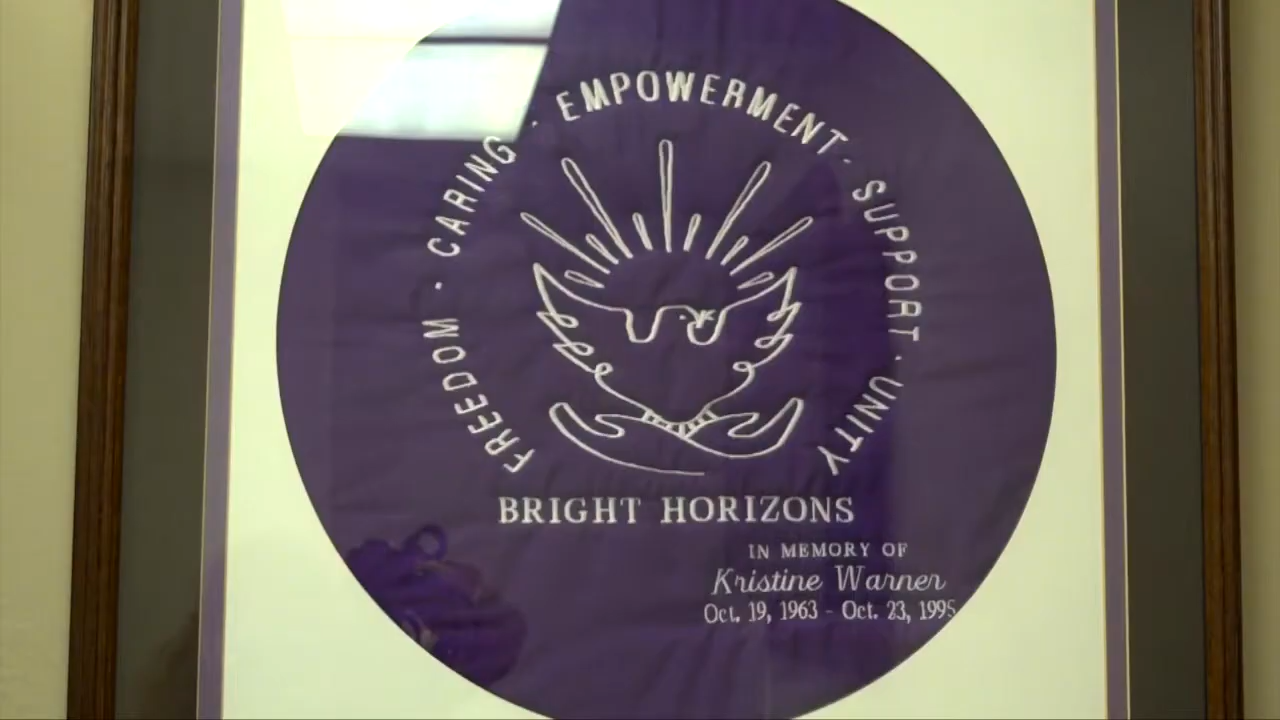 FREEDOM · CARING · EMPOWERMENT · SUPPORT · UNITY
BRIGHT HORIZONS
IN MEMORY OF
Kristine Warner
Oct. 19, 1963 - Oct. 23, 1995